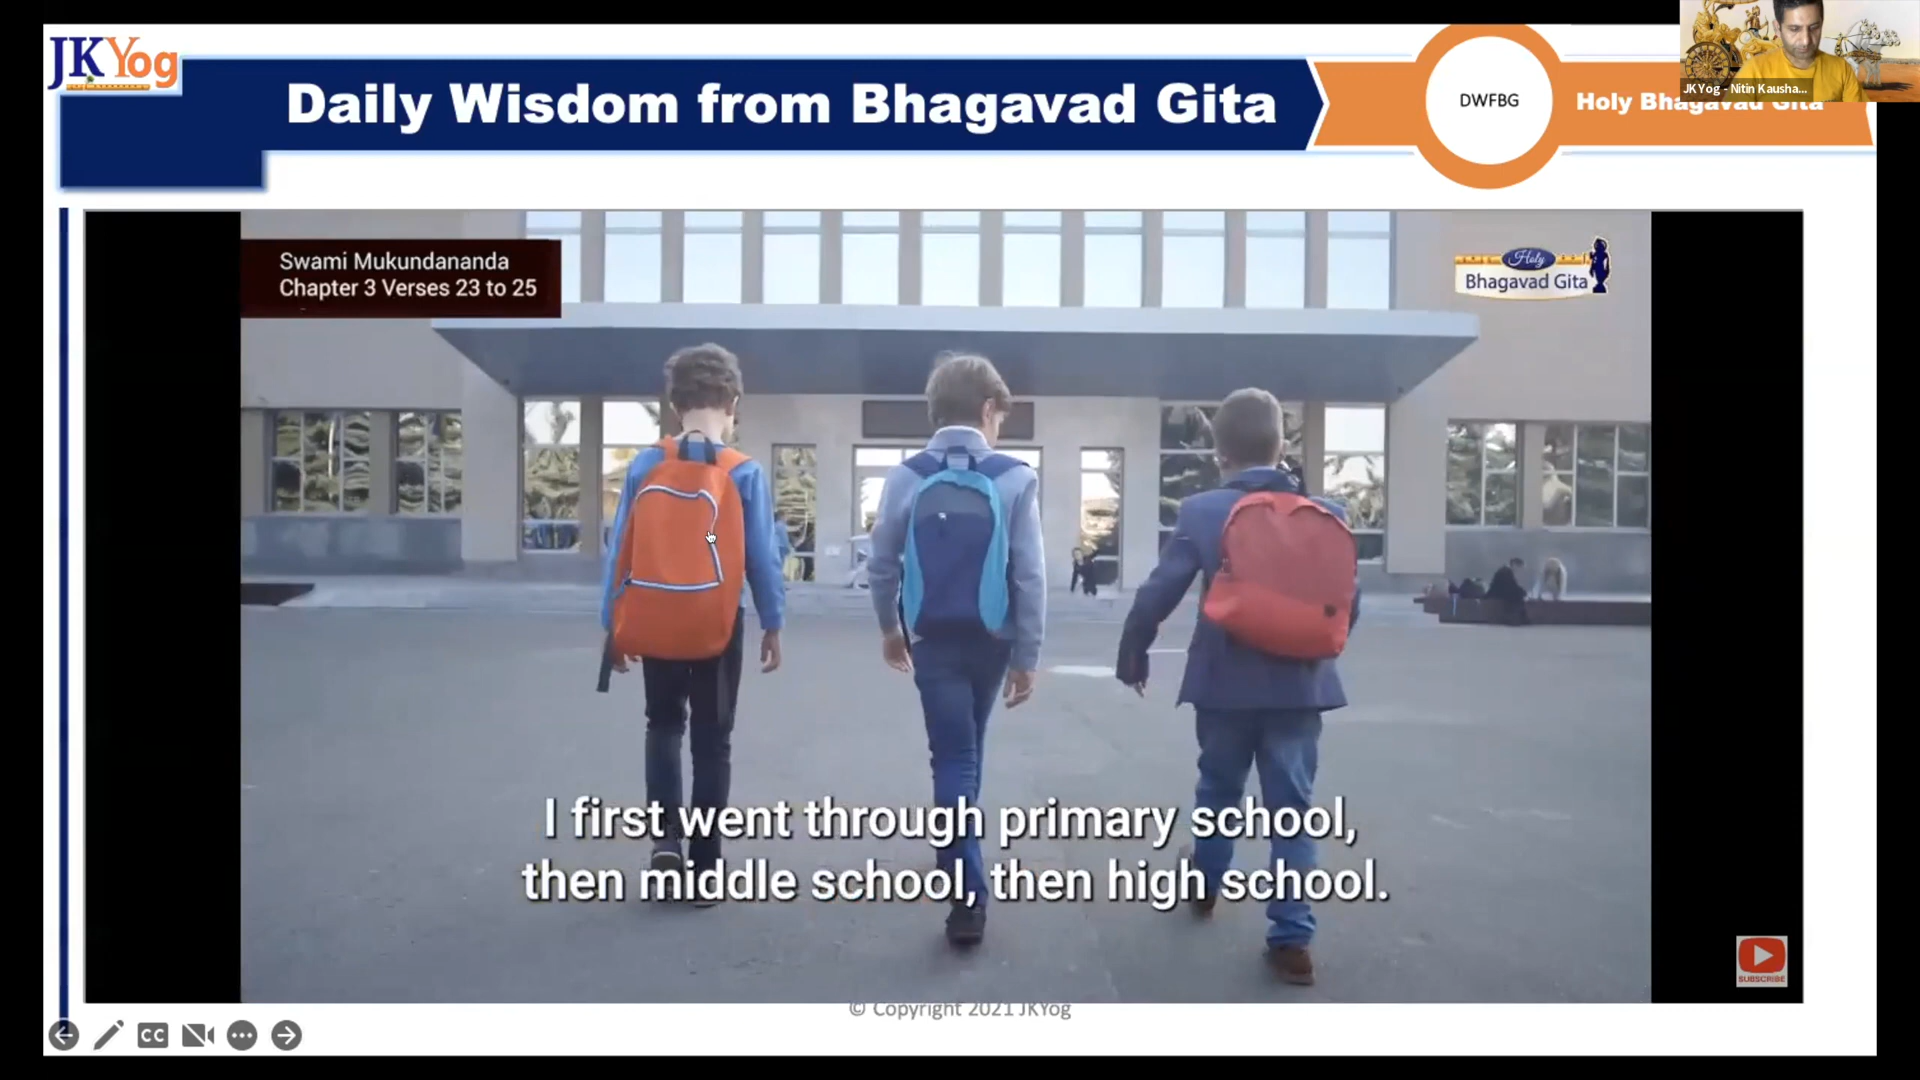 JKYog
Daily Wisdom from Bhagavad Gita
DWFBG
Holy Bhagavad Gita
JKYog - Nitin Kausha...
Swami Mukundananda
Chapter 3 Verses 23 to 25
Holy
Bhagavad Gita
I first went through primary school,
then middle school, then high school.
SUBSCRIBE
© Copyright 2021 JKYog
CC